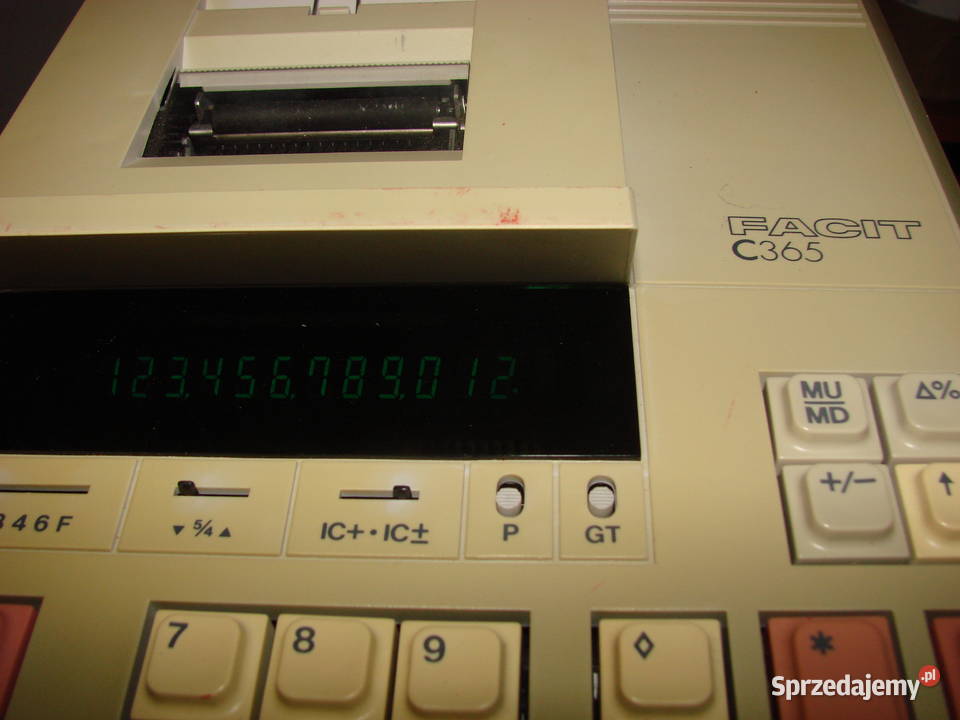 FACIT
C365
123,456,789,012.
MU
MD
Δ%
+/−
↑
346F
▼ 5/4 ▲
IC+•IC±
P
GT
7
8
9
◊
*
Sprzedajemy.pl